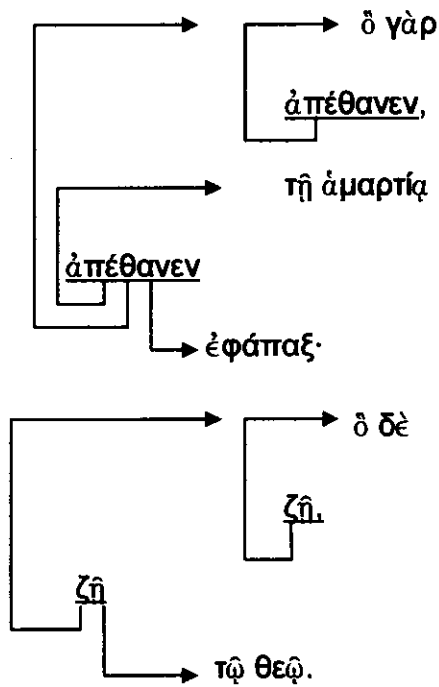 ὃ γὰρ
ἀπέθανεν,
τῇ ἁμαρτίᾳ
ἀπέθανεν
ἐφάπαξ·
ὃ δὲ
ζῇ,
ζῇ
τῷ θεῷ.